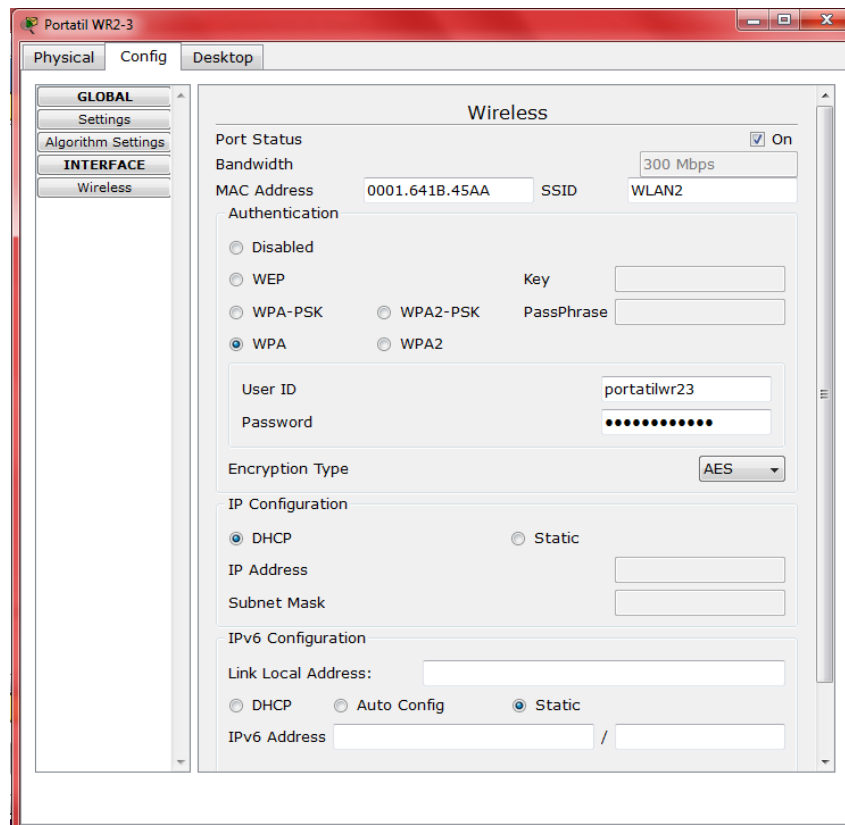 Portatil WR2-3
Physical Config Desktop
GLOBAL
Settings
Algorithm Settings
INTERFACE
Wireless
Wireless
Port Status On
Bandwidth 300 Mbps
MAC Address 0001.641B.45AA SSID WLAN2
Authentication
Disabled
WEP Key
WPA-PSK WPA2-PSK PassPhrase
WPA WPA2
User ID portatilwr23
Password ●●●●●●●●●●●●
Encryption Type AES
IP Configuration
DHCP Static
IP Address
Subnet Mask
IPv6 Configuration
Link Local Address:
DHCP Auto Config Static
IPv6 Address /